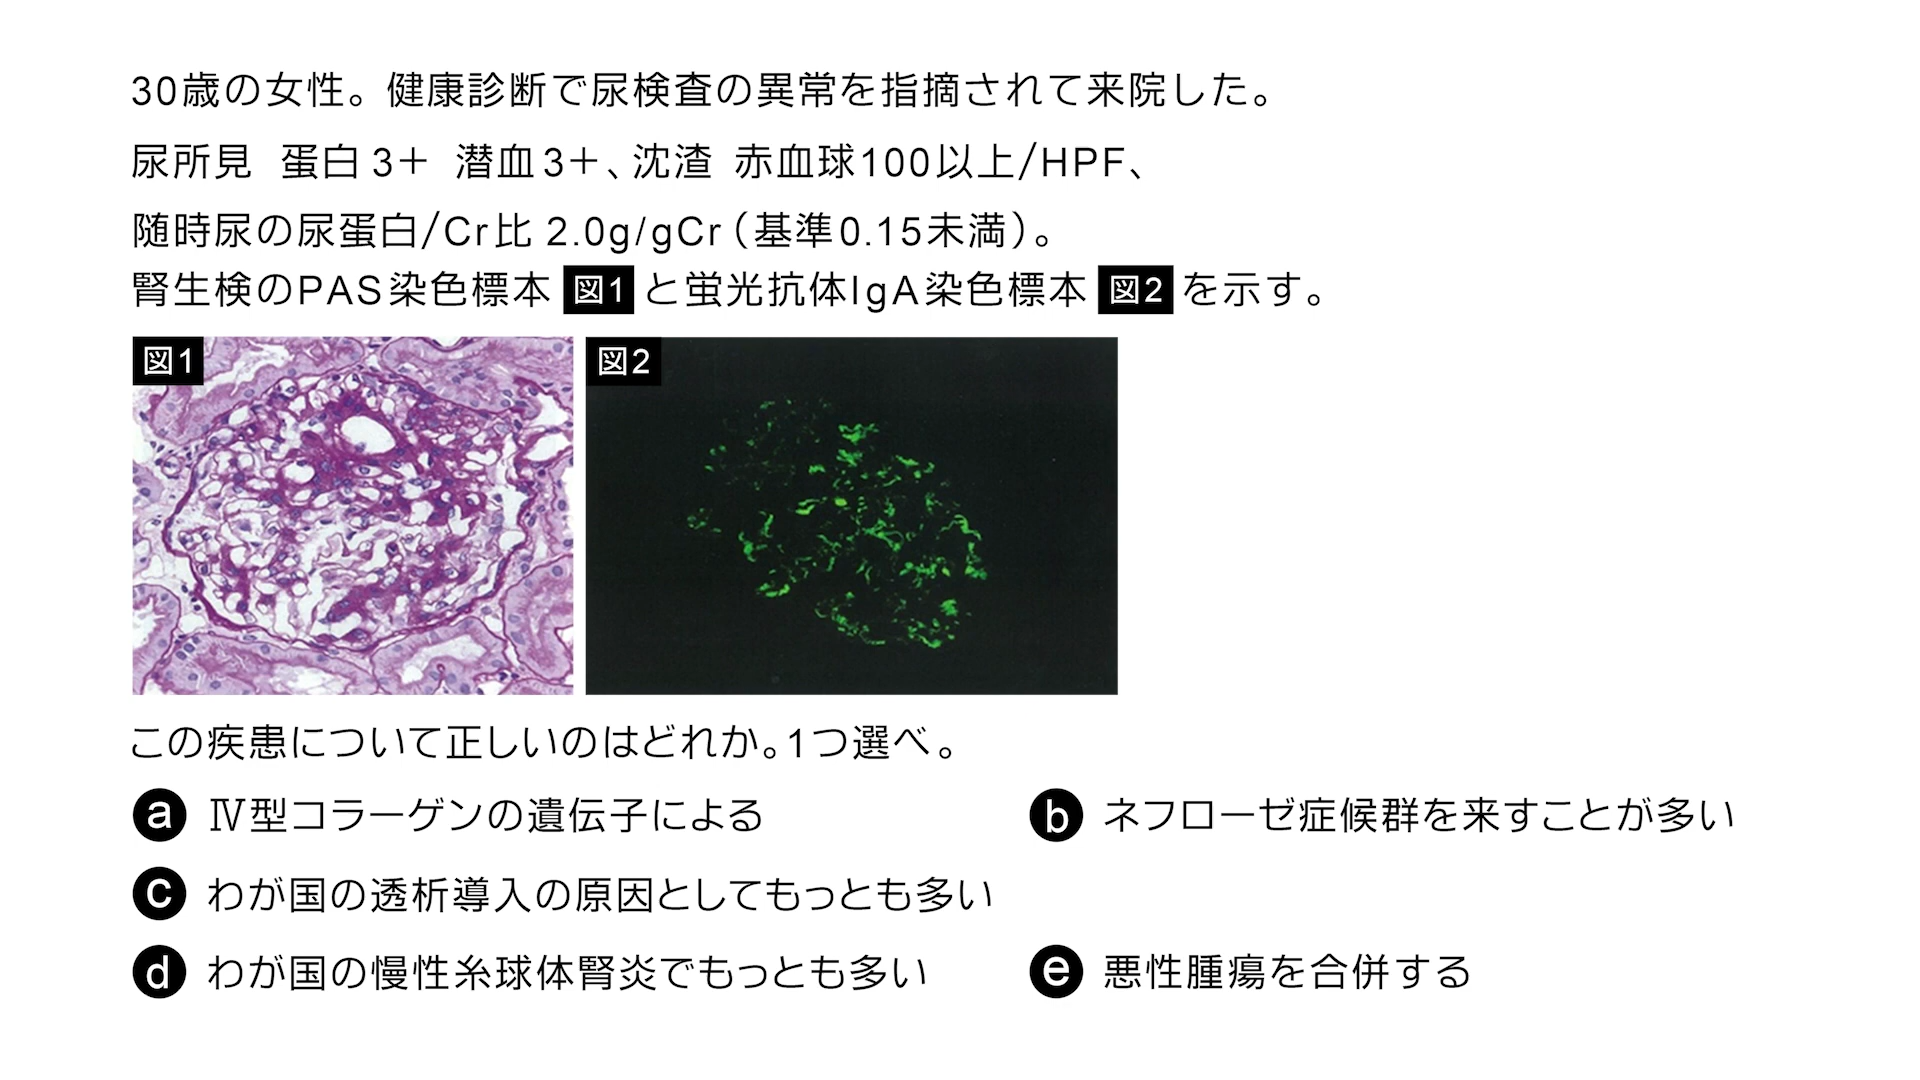 30歳の女性。健康診断で尿検査の異常を指摘されて来院した。
尿所見 蛋白 3＋ 潜血 3＋、沈渣 赤血球100以上/HPF、
随時尿の尿蛋白/Cr比 2.0g/gCr（基準0.15未満）。
腎生検のPAS染色標本 図1 と蛍光抗体IgA染色標本 図2 を示す。
図1
図2
この疾患について正しいのはどれか。1つ選べ。
a Ⅳ型コラーゲンの遺伝子による
b ネフローゼ症候群を来すことが多い
c わが国の透析導入の原因としてもっとも多い
d わが国の慢性糸球体腎炎でもっとも多い
e 悪性腫瘍を合併する